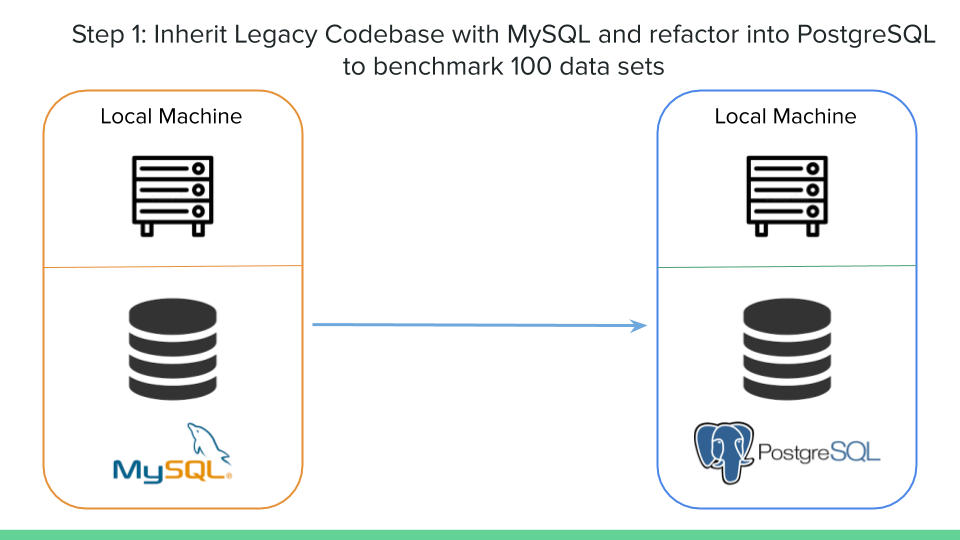 Step 1: Inherit Legacy Codebase with MySQL and refactor into PostgreSQL
to benchmark 100 data sets
Local Machine
Local Machine
MySQL®
PostgreSQL